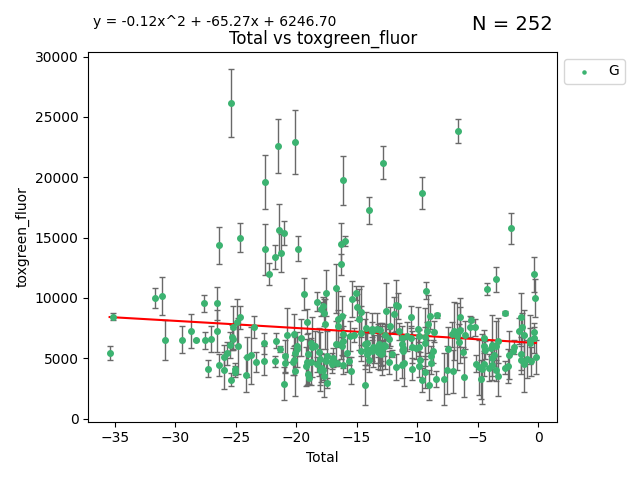 y = -0.12x^2 + -65.27x + 6246.70
N = 252
Total vs toxgreen_fluor
G
toxgreen_fluor
30000
25000
20000
15000
10000
5000
0
−35
−30
−25
−20
−15
−10
−5
0
Total